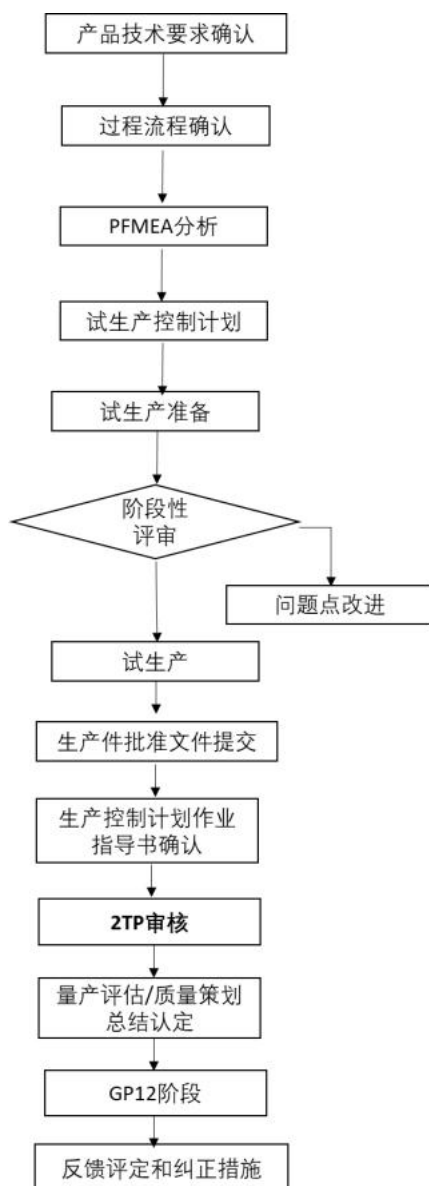 产品技术要求确认
过程流程确认
PFMEA分析
试生产控制计划
试生产准备
阶段性
评审
问题点改进
试生产
生产件批准文件提交
生产控制计划作业
指导书确认
2TP审核
量产评估/质量策划
总结认定
GP12阶段
反馈评定和纠正措施